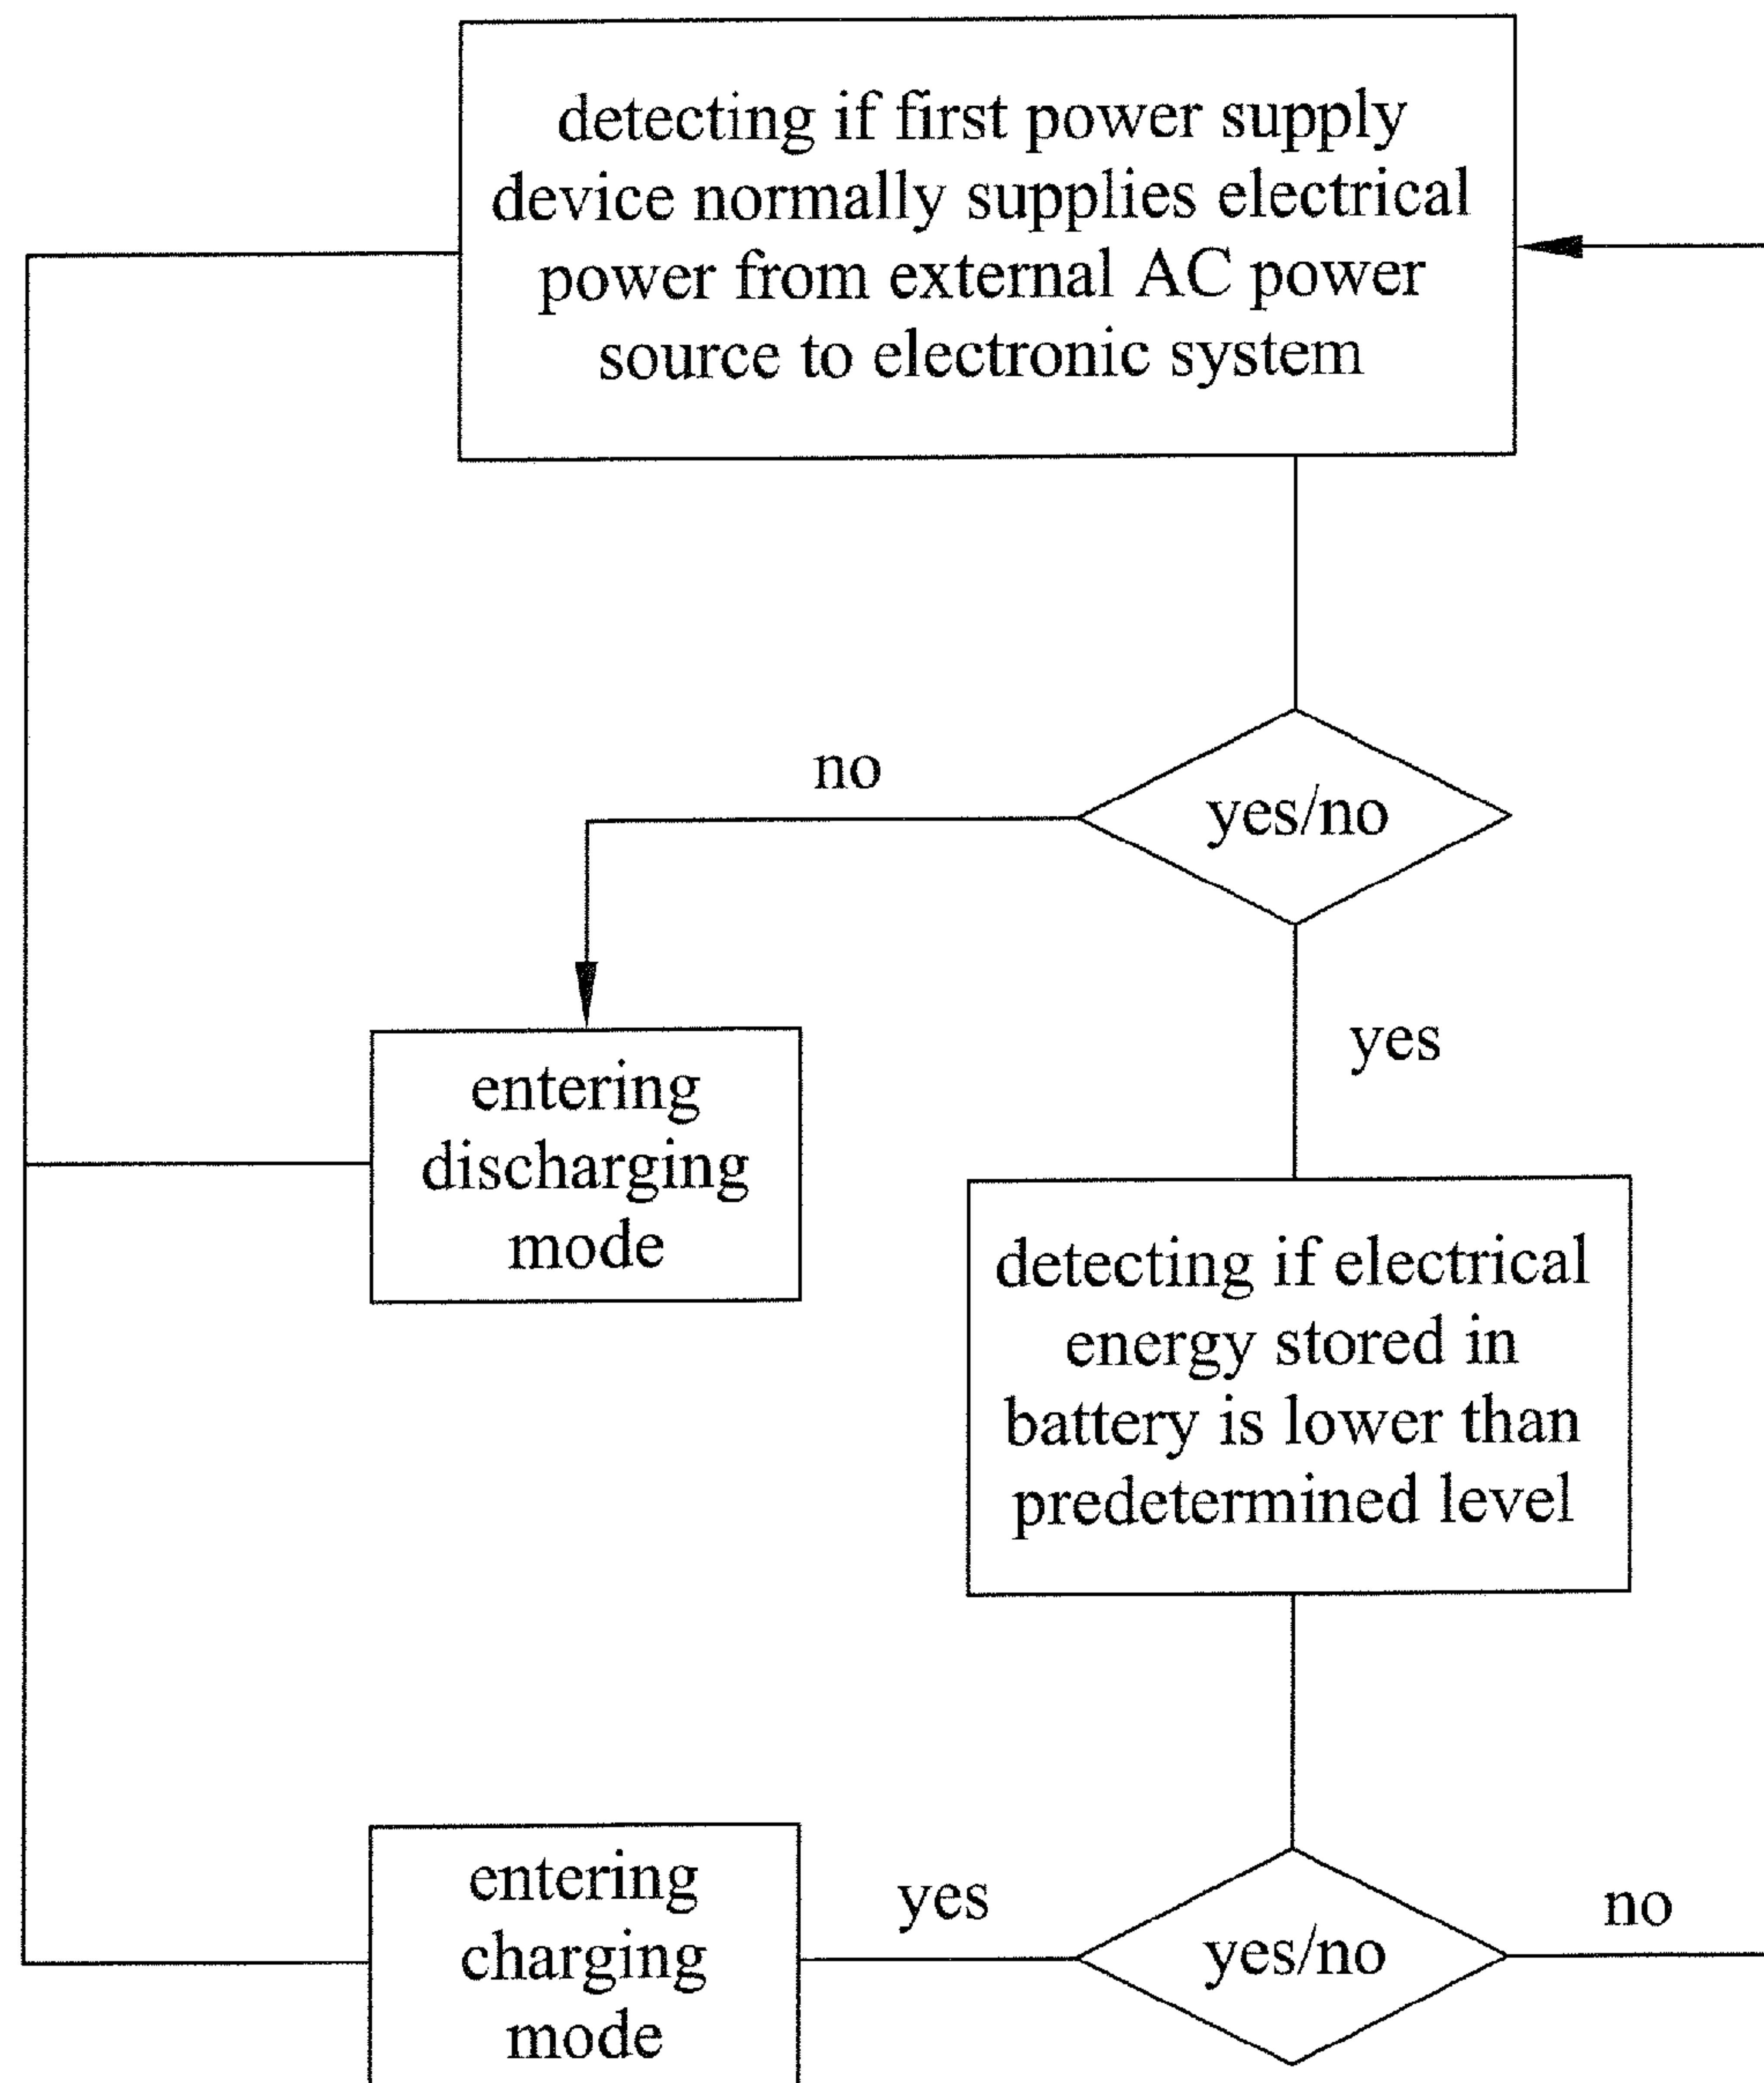 detecting if first power supply
device normally supplies electrical
power from external AC power
source to electronic system
no
yes/no
yes
entering
discharging
mode
detecting if electrical
energy stored in
battery is lower than
predetermined level
entering
charging
mode
yes
yes/no
no